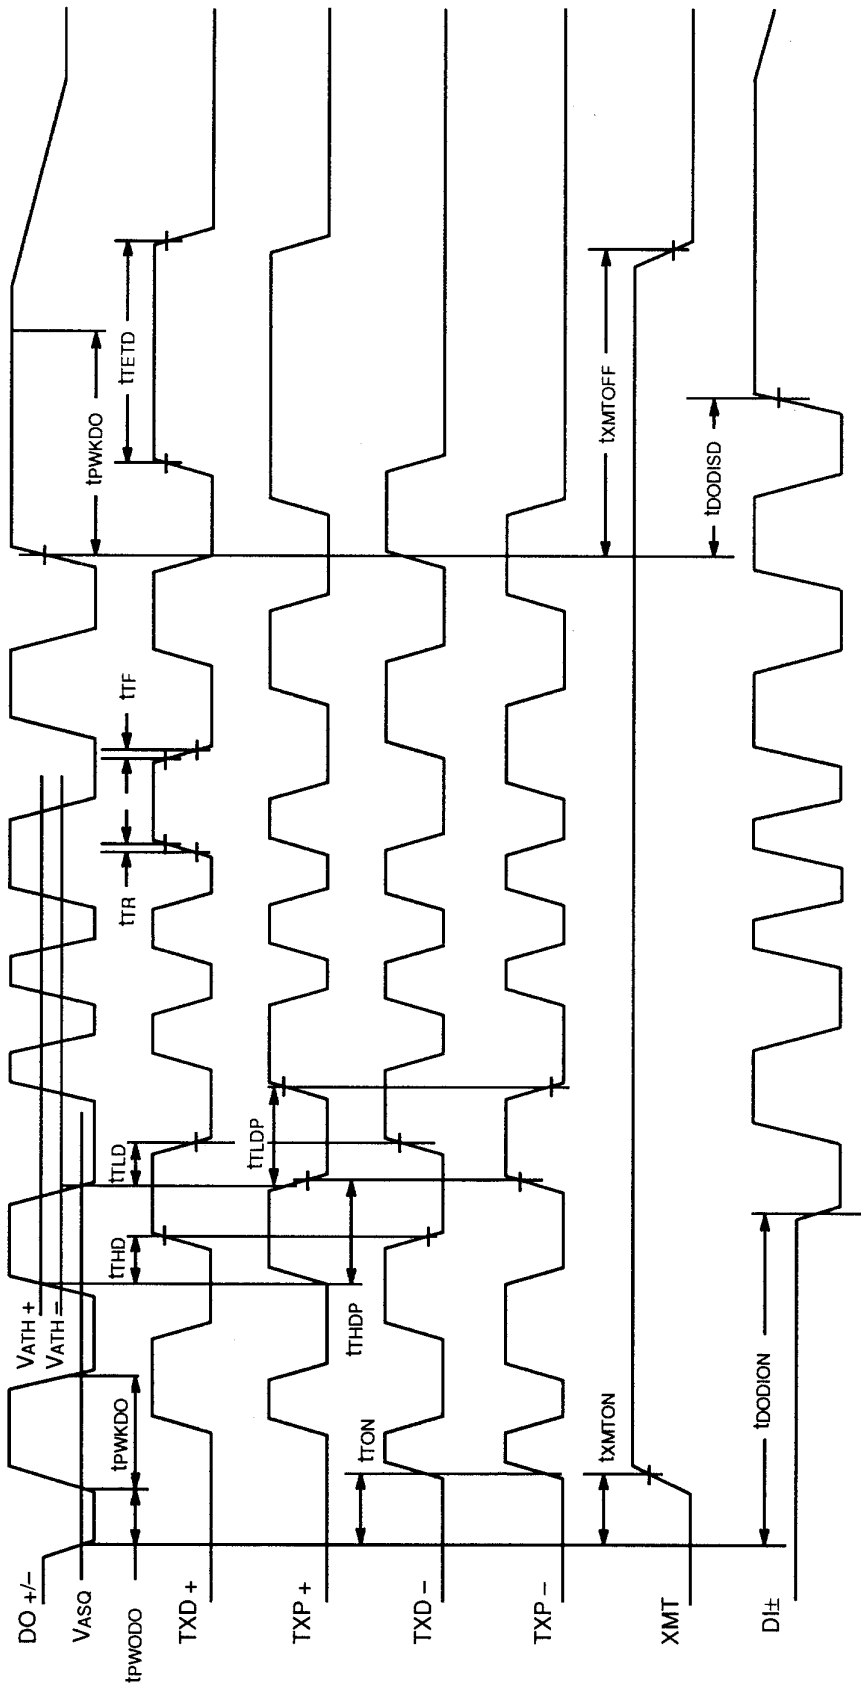 DO +/–
VASQ
tPWODO
tPWKDO
VATH +
VATH =
tPWKDO
TXD +
tTHD
tTLD
tTR
tTF
tTETD
TXP +
tTHDP
tTLDP
TXD –
tTON
TXP –
XMT
tXMTON
tXMTOFF
DI±
tDODION
tDODISD